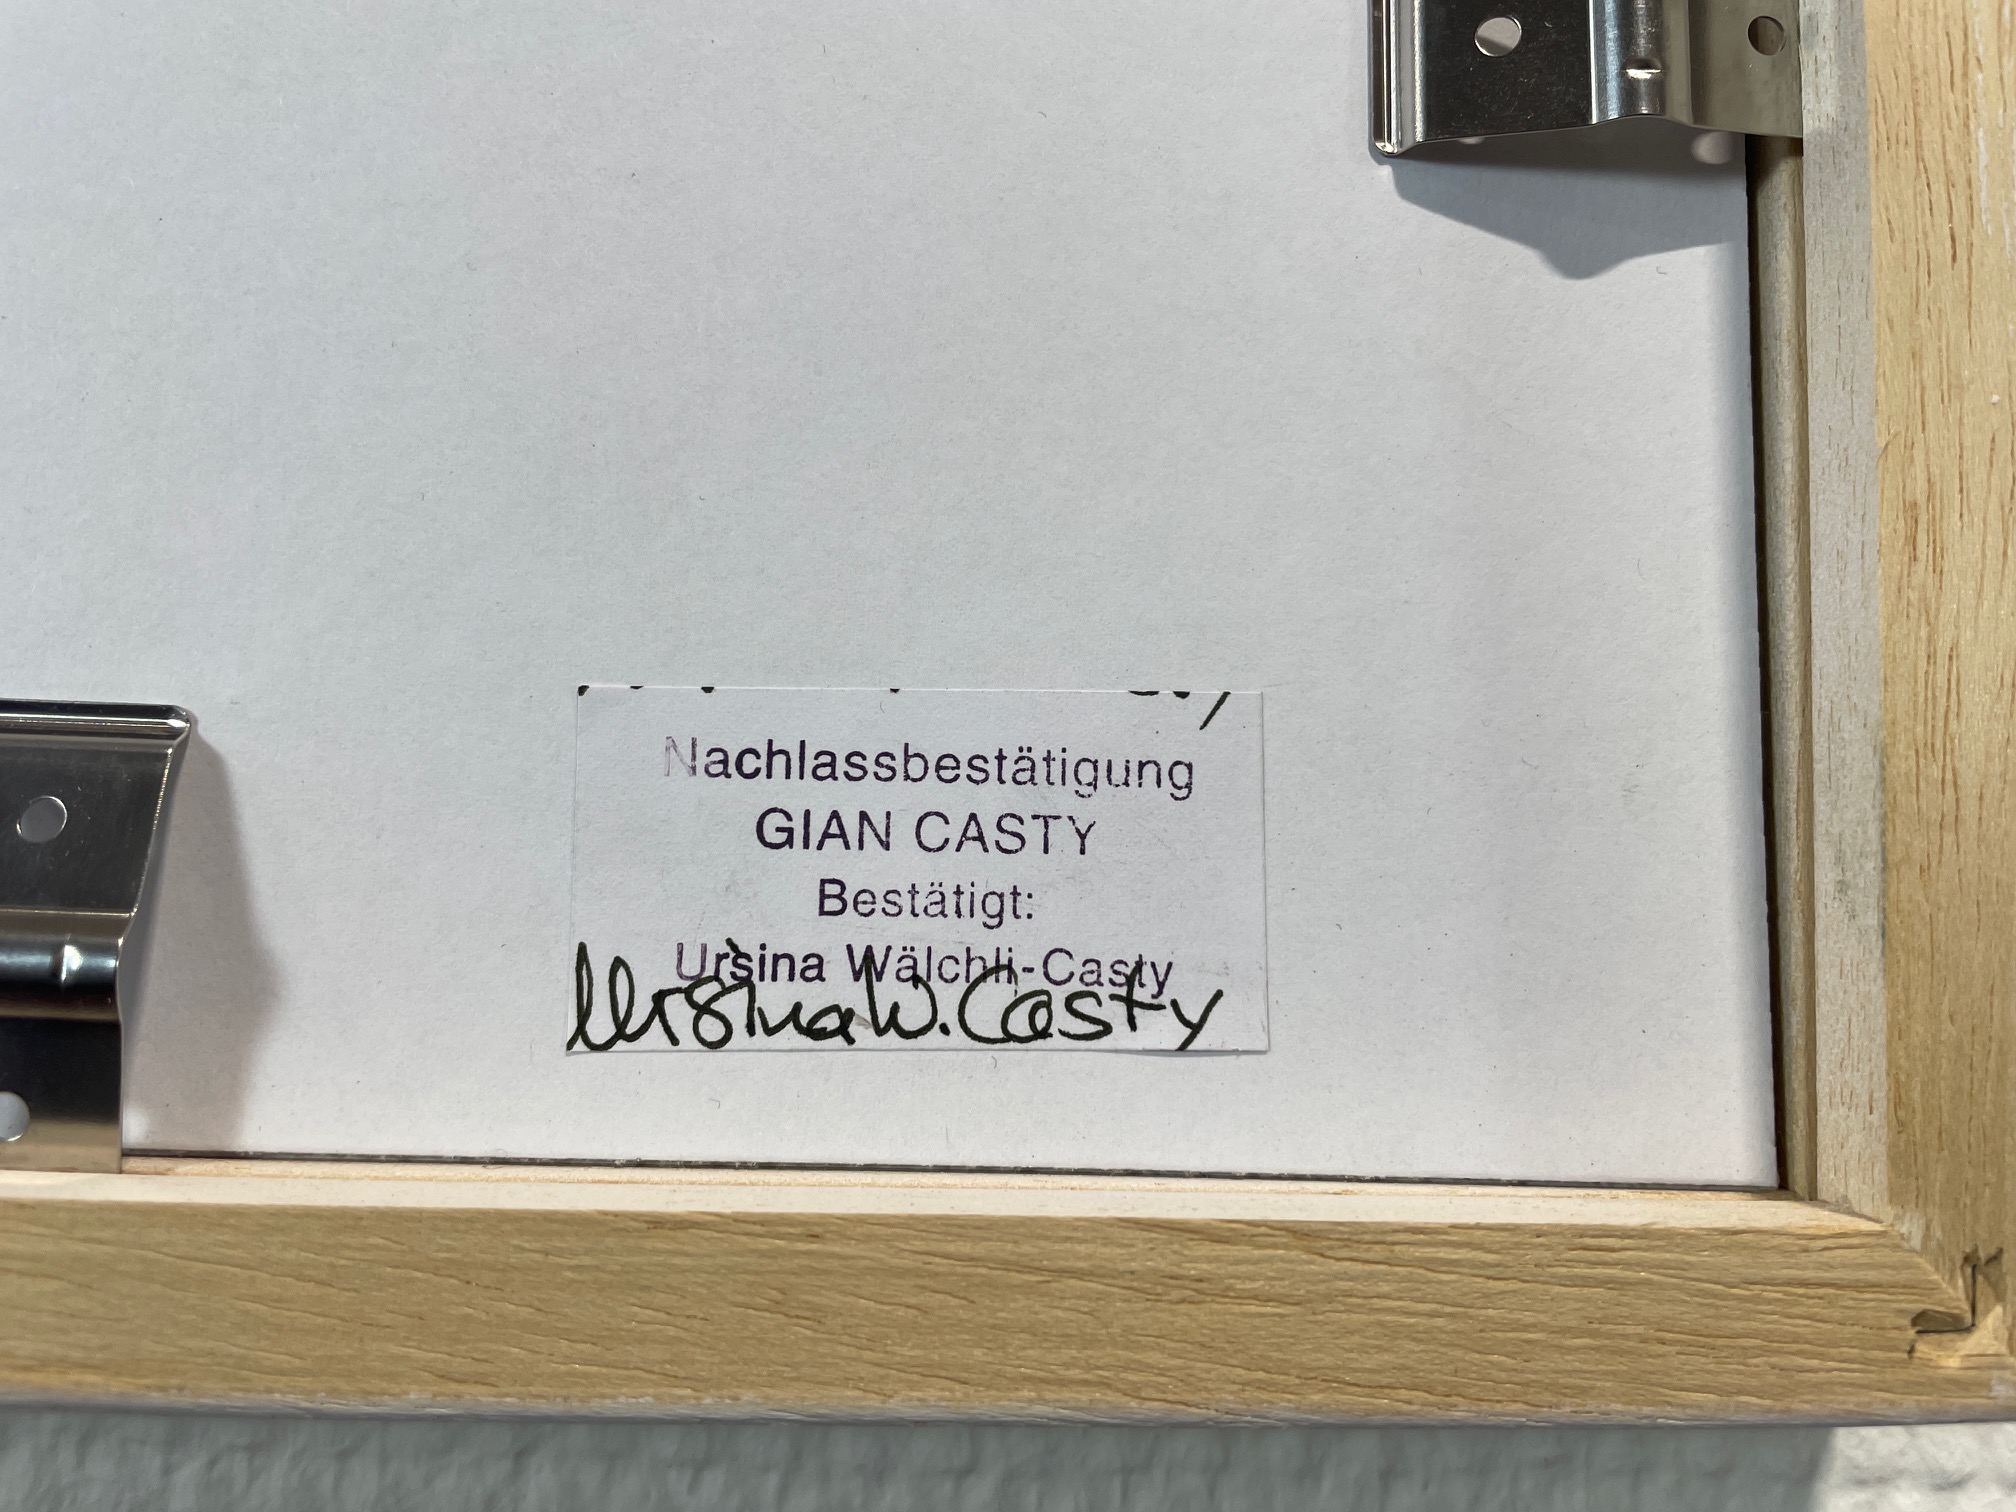 Nachlassbestätigung
GIAN CASTY
Bestätigt:
Ursina Wälchli-Casty
Ursina W. Casty